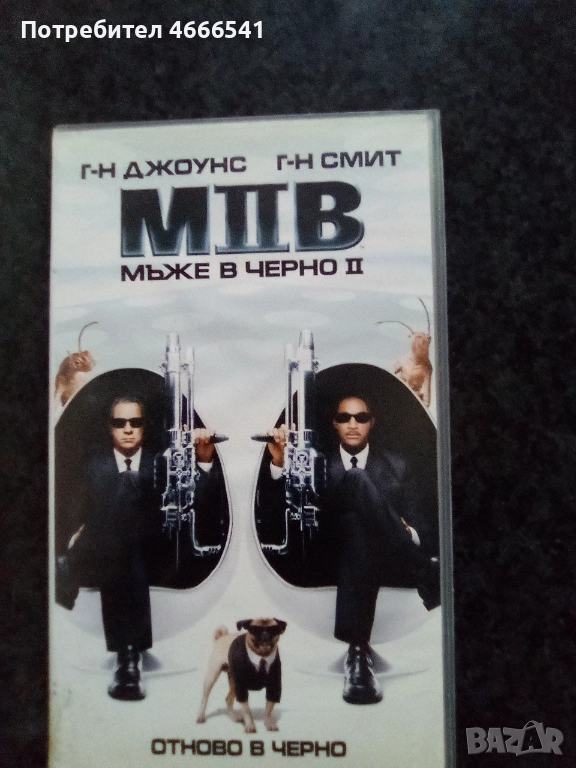 Потребител 4666541
Г-Н ДЖОУНС Г-Н СМИТ
MIIB
МЪЖЕ В ЧЕРНО II
ОТНОВО В ЧЕРНО
BAZAR